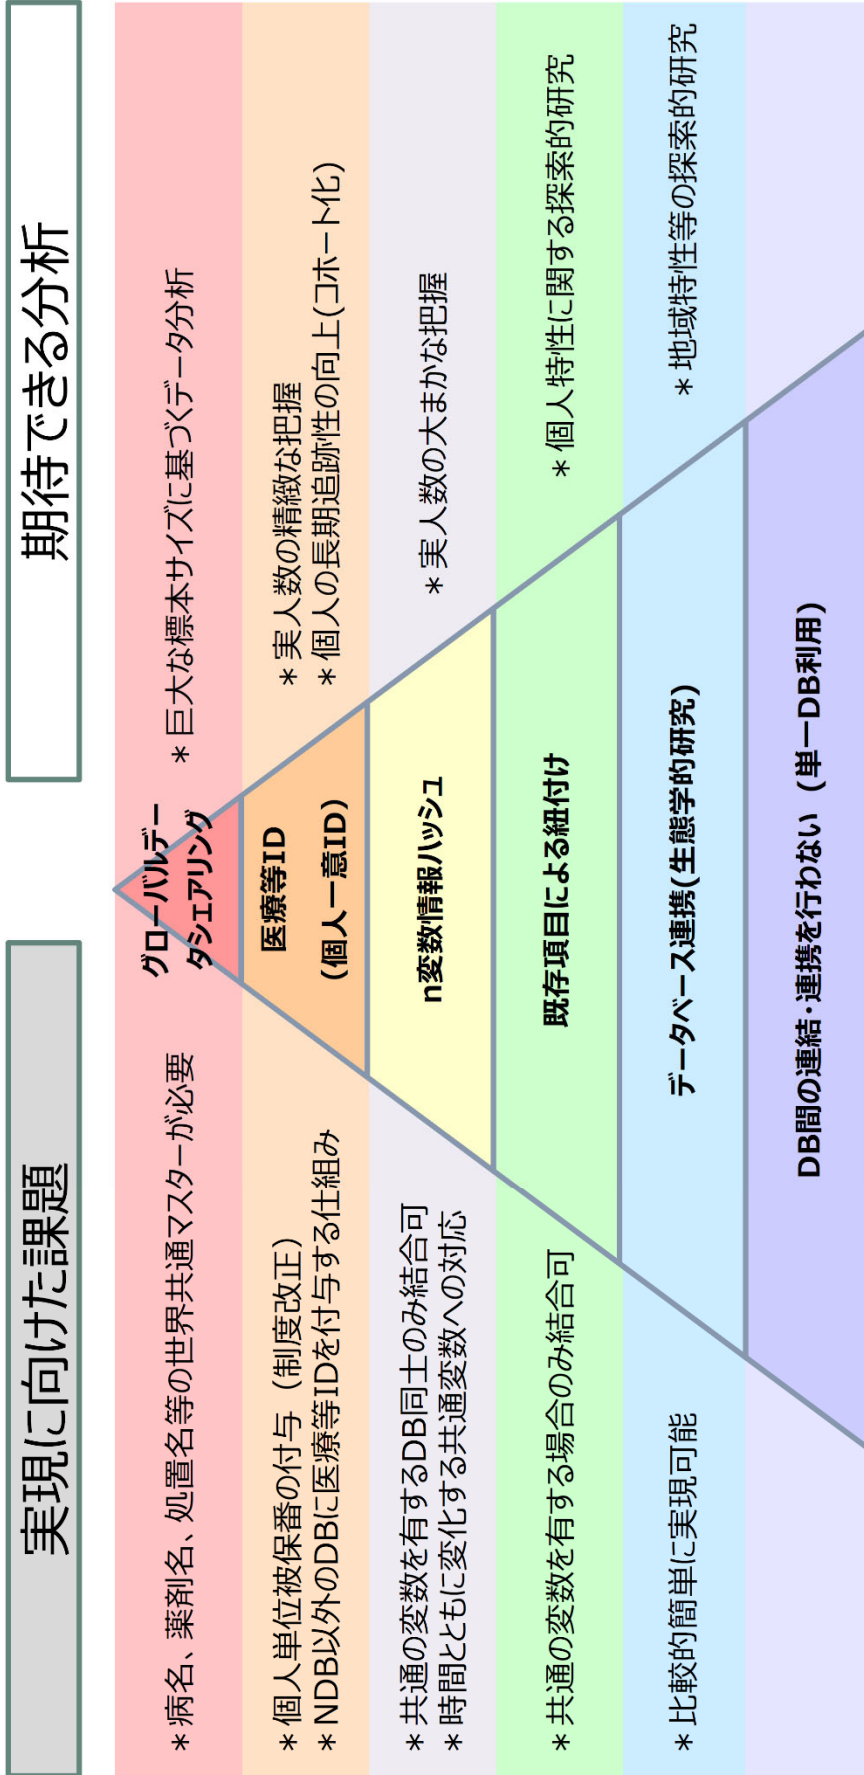 実現に向けた課題
期待できる分析
＊病名、薬剤名、処置名等の世界共通マスターが必要
グローバルデー
タシェアリング
＊巨大な標本サイズに基づくデータ分析
＊個人単位被保番の付与（制度改正）
＊NDB以外のDBに医療等IDを付与する仕組み
医療等ID
(個人一意ID)
＊実人数の精緻な把握
＊個人の長期追跡性の向上(コホート化)
＊共通の変数を有するDB同士のみ結合可
＊時間とともに変化する共通変数への対応
n変数情報ハッシュ
＊実人数の大まかな把握
＊共通の変数を有する場合のみ結合可
既存項目による紐付け
＊個人特性に関する探索的研究
＊比較的簡単に実現可能
データベース連携(生態学的研究)
＊地域特性等の探索的研究
DB間の連結・連携を行わない（単一DB利用）